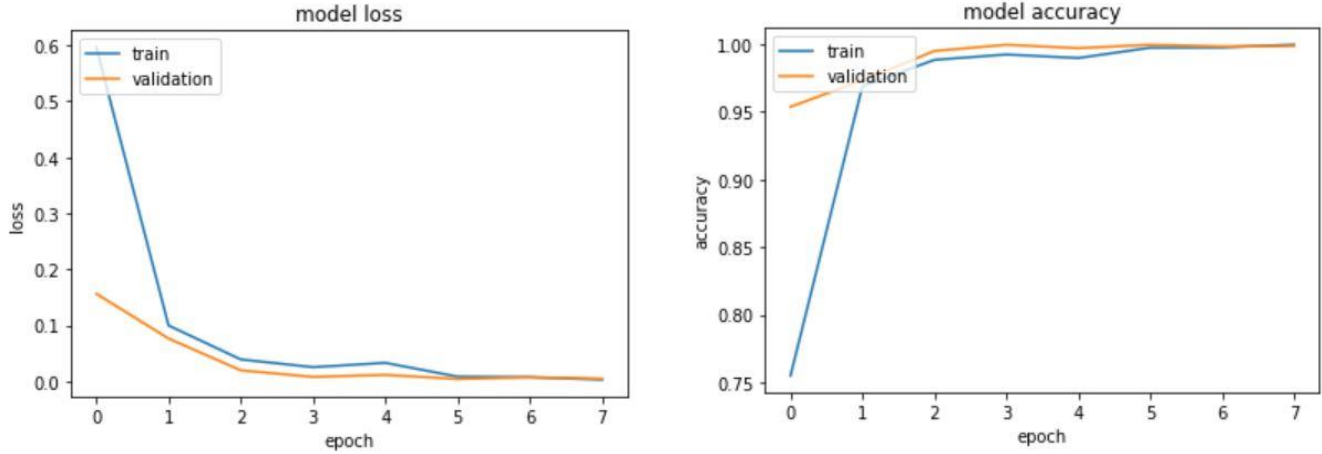 model loss
0.6
0.5
0.4
0.3
0.2
0.1
0.0
loss
train
validation
0 1 2 3 4 5 6 7
epoch
model accuracy
1.00
0.95
0.90
0.85
0.80
0.75
accuracy
train
validation
0 1 2 3 4 5 6 7
epoch